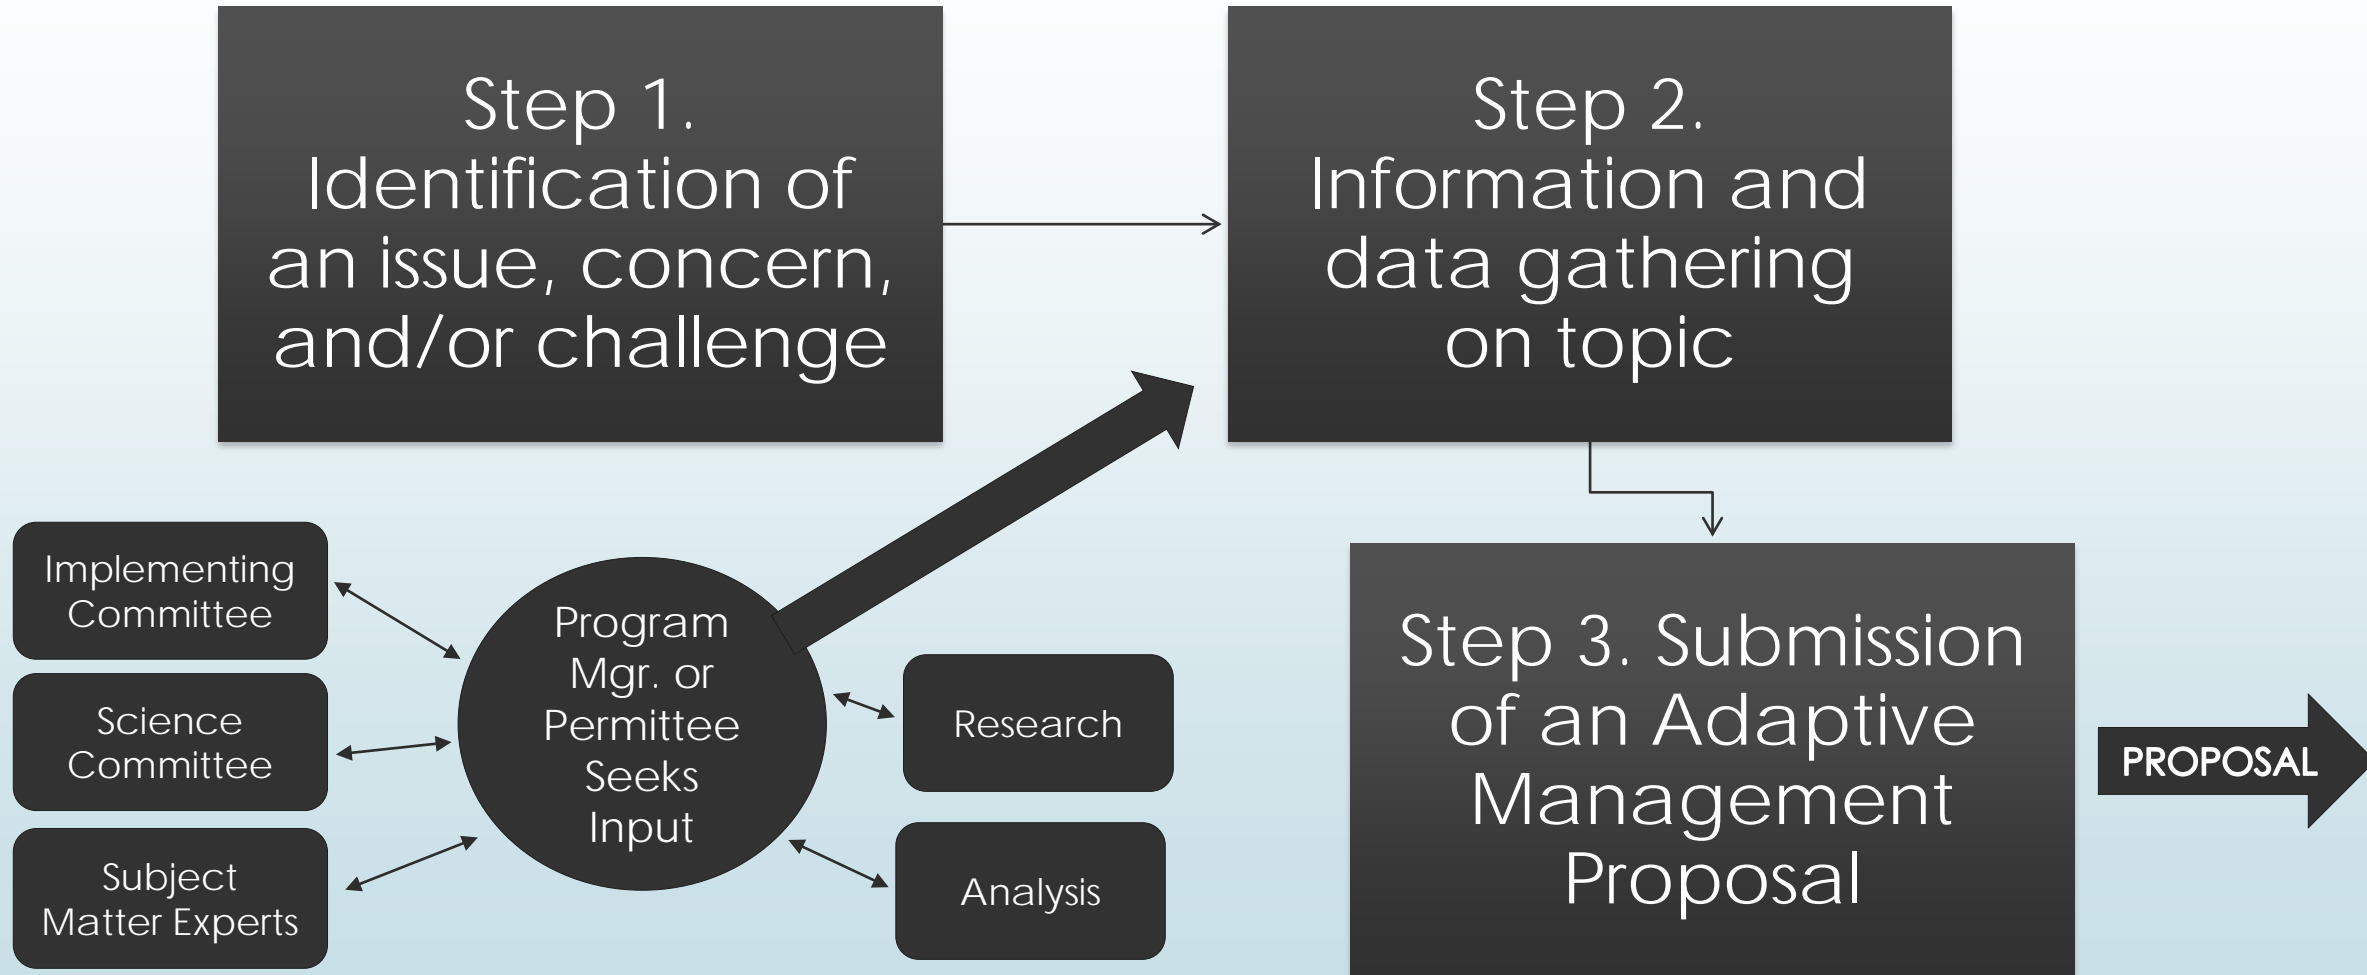 Step 1.
Identification of
an issue, concern,
and/or challenge
Step 2.
Information and
data gathering
on topic
Implementing
Committee
Science
Committee
Subject
Matter Experts
Program
Mgr. or
Permittee
Seeks
Input
Research
Analysis
Step 3. Submission
of an Adaptive
Management
Proposal
PROPOSAL